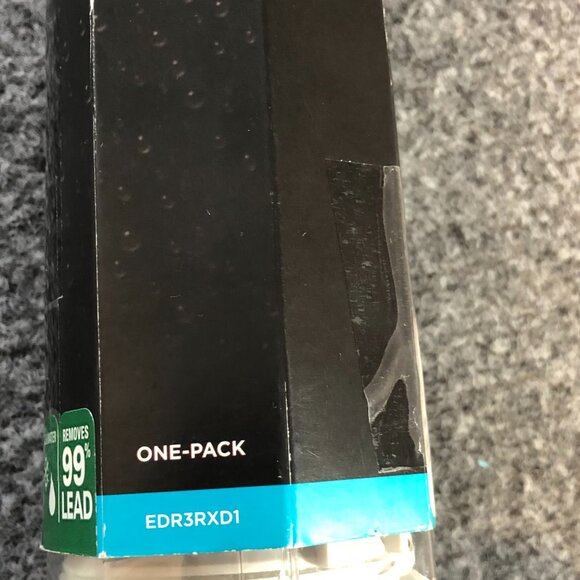 REMOVES
99%
LEAD
ONE-PACK
EDR3RXD1